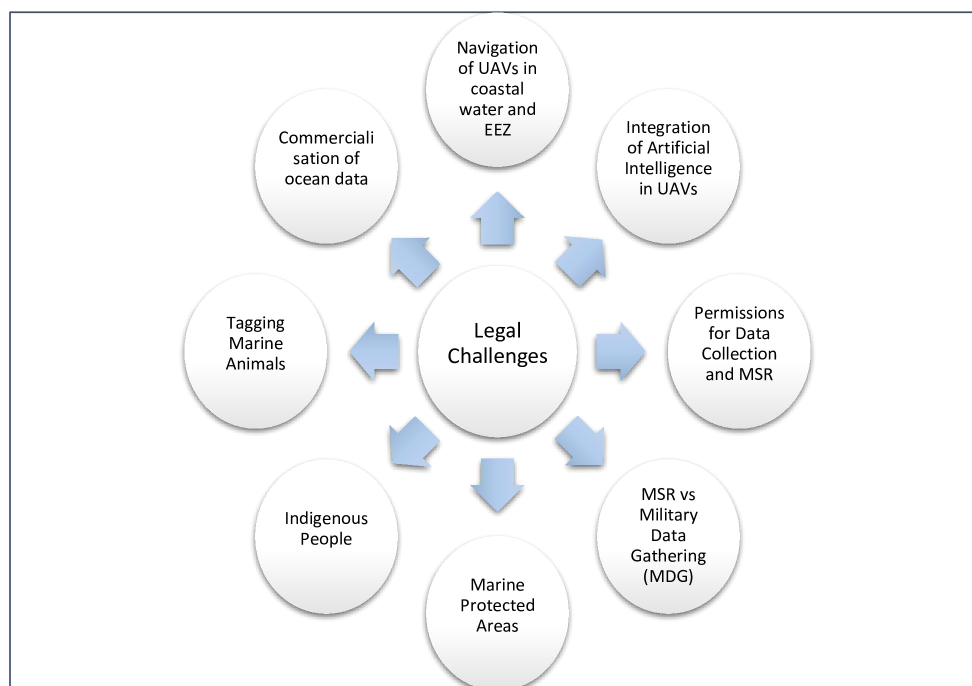 Navigation
of UAVs in
coastal
water and
EEZ
Integration
of Artificial
Intelligence
in UAVs
Permissions
for Data
Collection
and MSR
MSR vs
Military
Data
Gathering
(MDG)
Marine
Protected
Areas
Indigenous
People
Tagging
Marine
Animals
Commerciali
sation of
ocean data
Legal
Challenges